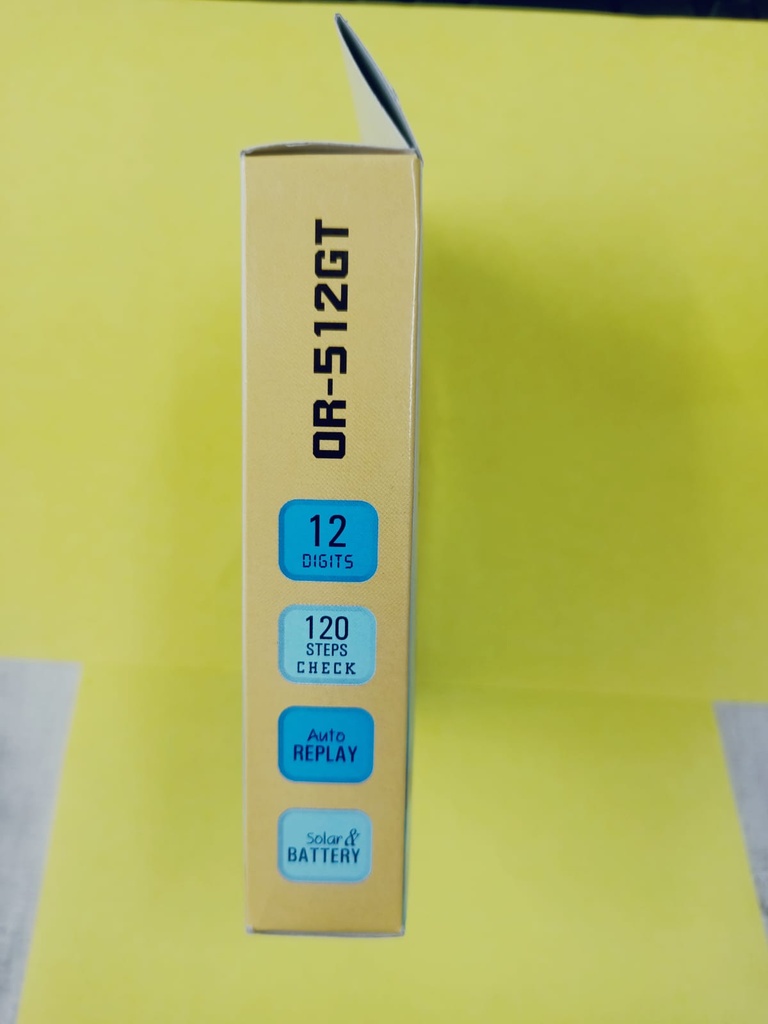 OR-512GT
12
DIGITS
120
STEPS
CHECK
Auto
REPLAY
Solar &
BATTERY